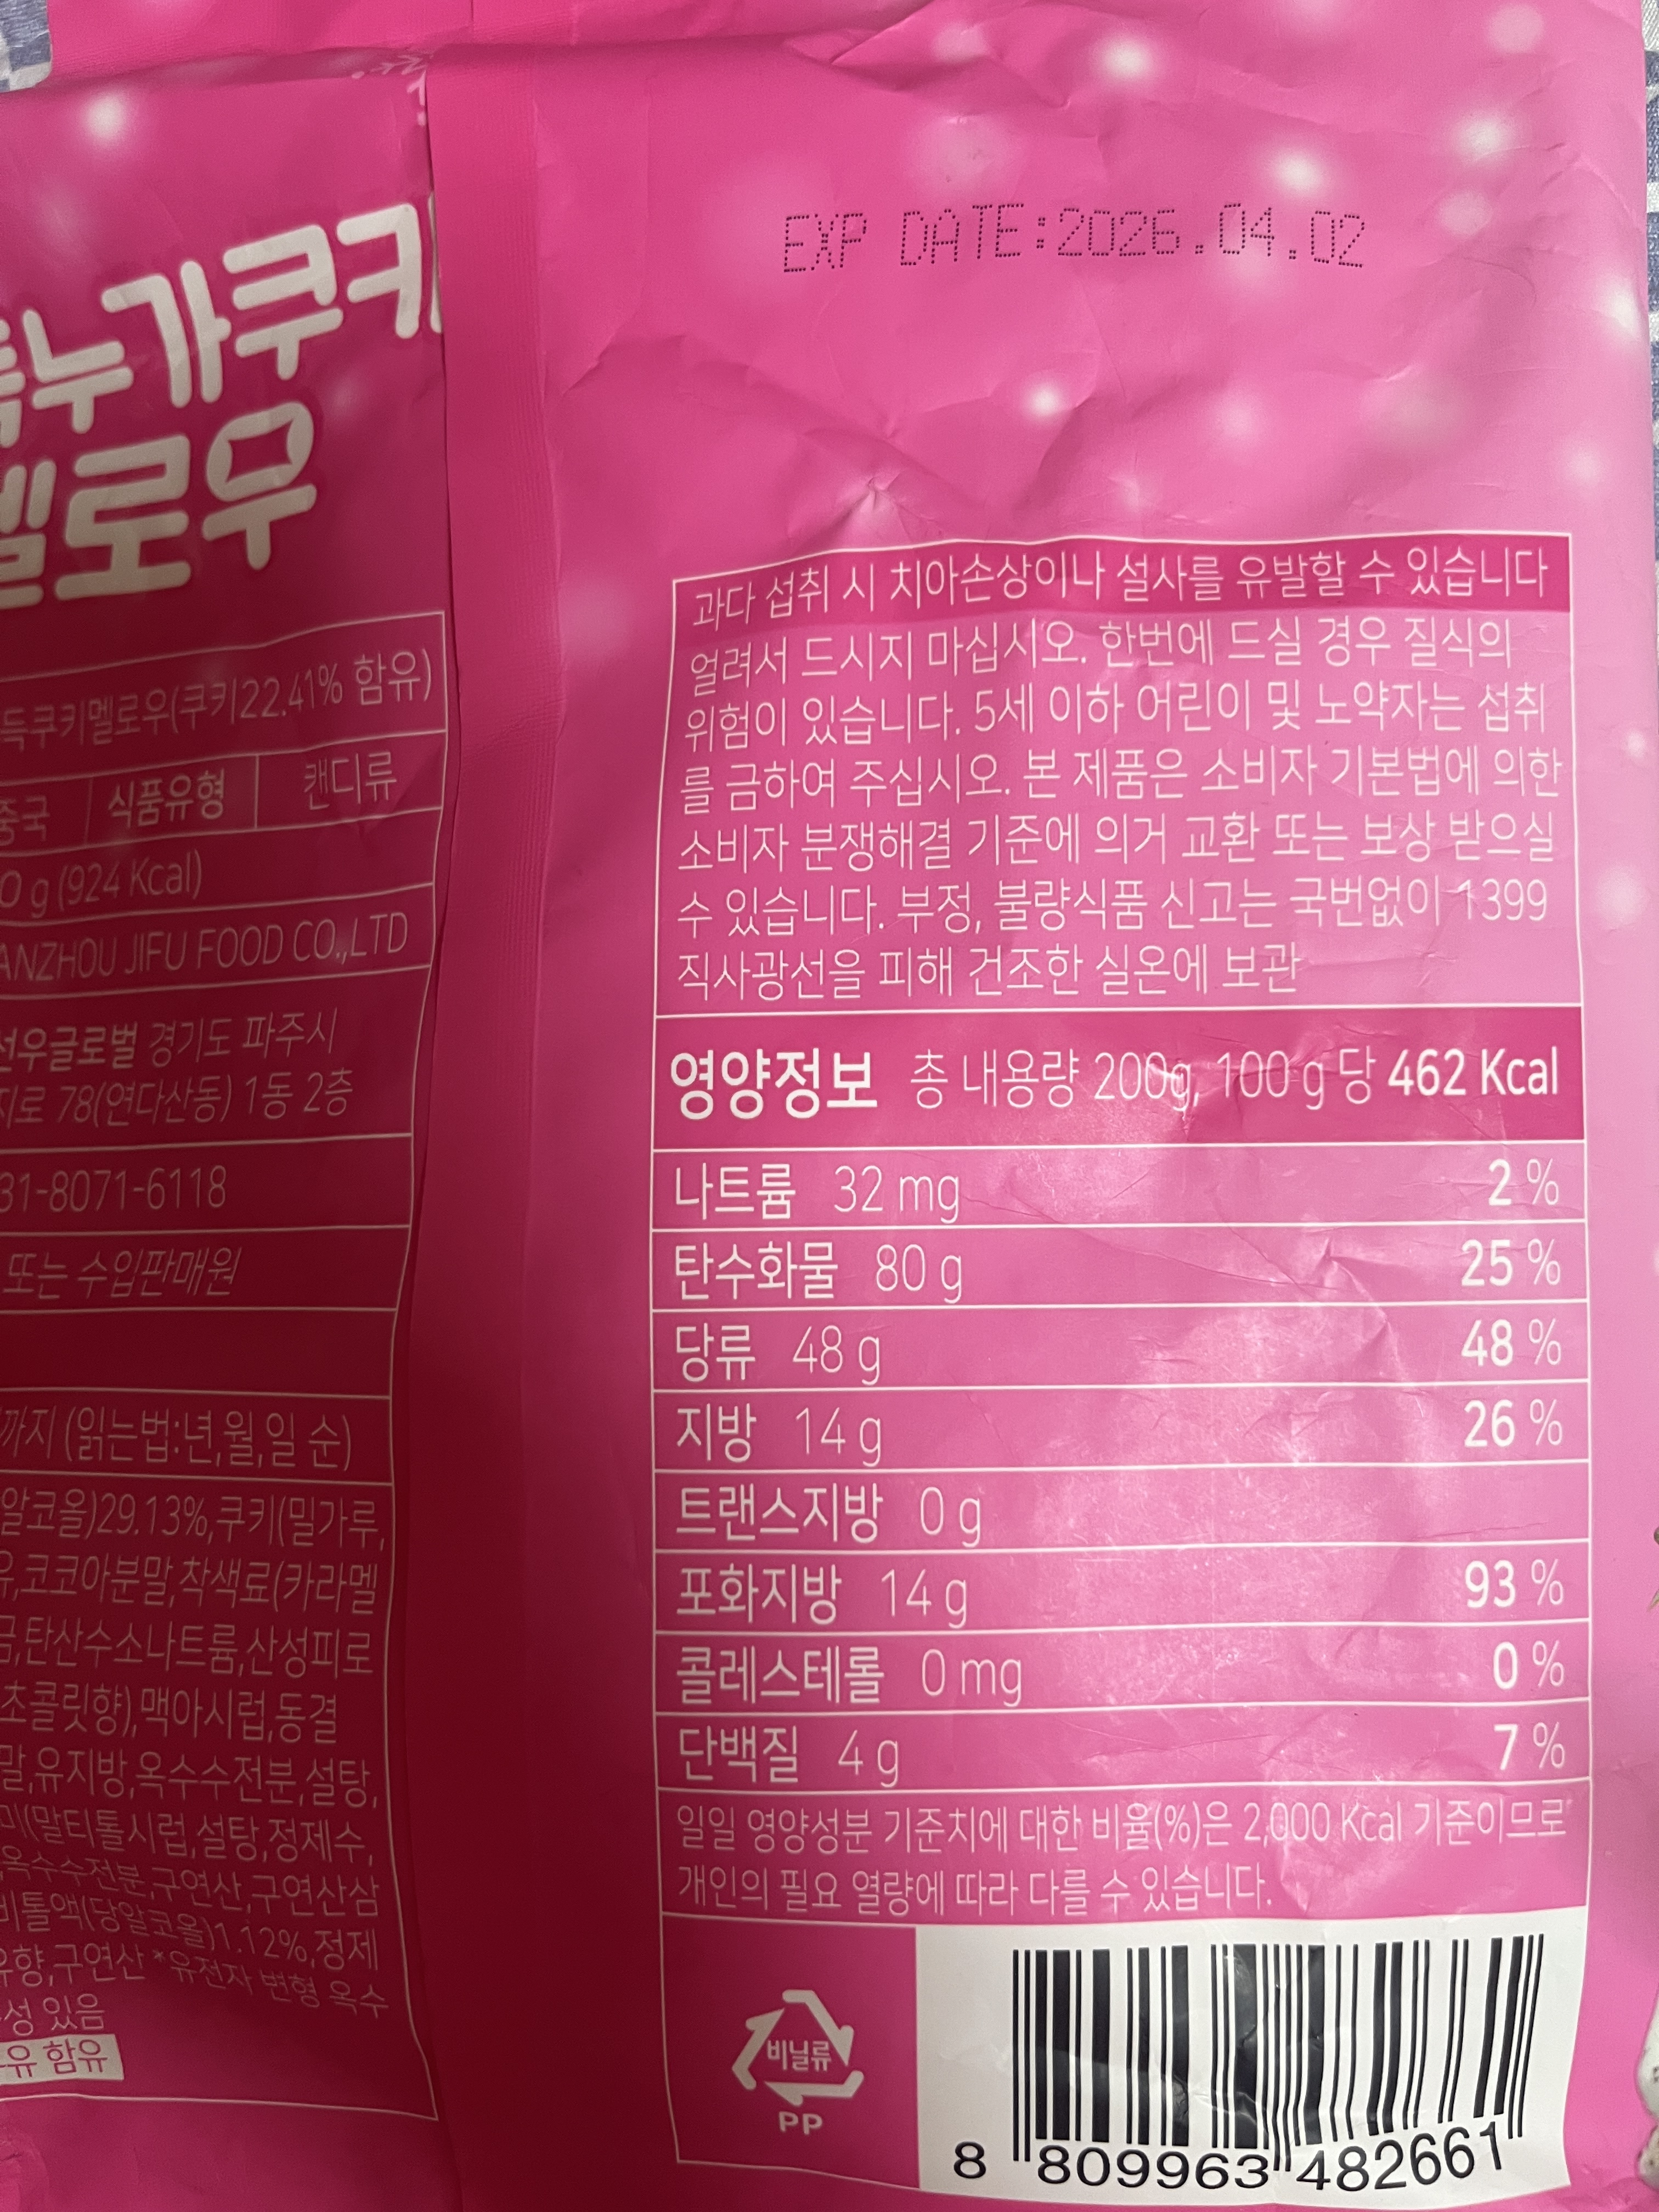 누가쿠키
멜로우
득쿠키멜로우(쿠키22.41% 함유)
중국 식품유형 캔디류
0 g (924 Kcal)
ANZHOU JIFU FOOD CO.,LTD
선우글로벌 경기도 파주시
지로 78(연다산동) 1동 2층
31-8071-6118
또는 수입판매원
까지 (읽는법:년,월,일 순)
알코올)29.13%,쿠키(밀가루,
유,코코아분말,착색료(카라멜
금,탄산수소나트륨,산성피로
초콜릿향),맥아시럽,동결
말,유지방,옥수수전분,설탕,
미(말티톨시럽,설탕,정제수,
옥수수전분,구연산,구연산삼
비톨액(당알코올)1.12%,정제
유향,구연산 *유전자 변형 옥수
성 있음
유 함유
EXP DATE:2026.04.02
과다 섭취 시 치아손상이나 설사를 유발할 수 있습니다
얼려서 드시지 마십시오. 한번에 드실 경우 질식의
위험이 있습니다. 5세 이하 어린이 및 노약자는 섭취
를 금하여 주십시오. 본 제품은 소비자 기본법에 의한
소비자 분쟁해결 기준에 의거 교환 또는 보상 받으실
수 있습니다. 부정, 불량식품 신고는 국번없이 1399
직사광선을 피해 건조한 실온에 보관
영양정보 총 내용량 200g, 100 g 당 462 Kcal
나트륨 32 mg 2 %
탄수화물 80 g 25 %
당류 48 g 48 %
지방 14 g 26 %
트랜스지방 0 g
포화지방 14 g 93 %
콜레스테롤 0 mg 0 %
단백질 4 g 7 %
일일 영양성분 기준치에 대한 비율(%)은 2,000 Kcal 기준이므로
개인의 필요 열량에 따라 다를 수 있습니다.
비닐류
PP
8 809963 482661